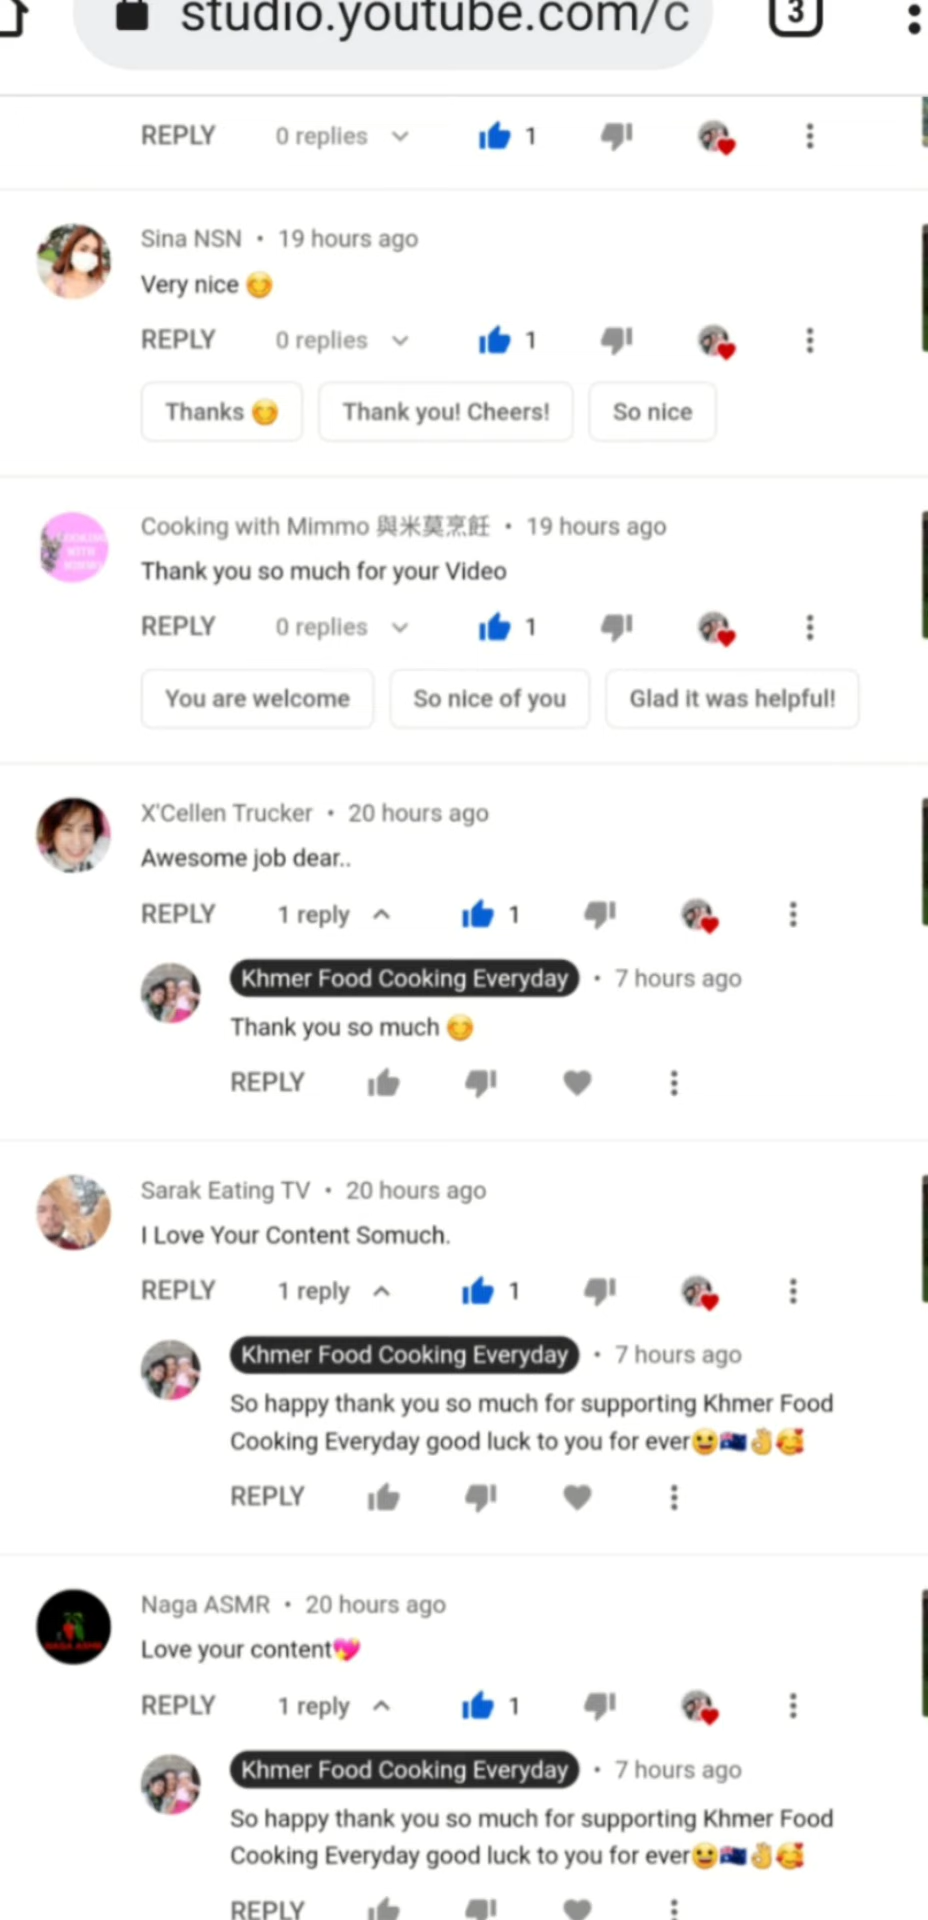 studio.youtube.com/c
3
REPLY 0 replies 1
Sina NSN • 19 hours ago
Very nice 😊
REPLY 0 replies 1
Thanks 😊 Thank you! Cheers! So nice
Cooking with Mimmo 與米莫烹飪 • 19 hours ago
Thank you so much for your Video
REPLY 0 replies 1
You are welcome So nice of you Glad it was helpful!
X'Cellen Trucker • 20 hours ago
Awesome job dear..
REPLY 1 reply 1
Khmer Food Cooking Everyday • 7 hours ago
Thank you so much 😊
REPLY
Sarak Eating TV • 20 hours ago
I Love Your Content Somuch.
REPLY 1 reply 1
Khmer Food Cooking Everyday • 7 hours ago
So happy thank you so much for supporting Khmer Food
Cooking Everyday good luck to you for ever😀🇦🇺👌🥰
REPLY
NAGA ASMR
Naga ASMR • 20 hours ago
Love your content💖
REPLY 1 reply 1
Khmer Food Cooking Everyday • 7 hours ago
So happy thank you so much for supporting Khmer Food
Cooking Everyday good luck to you for ever😀🇦🇺👌🥰
REPLY